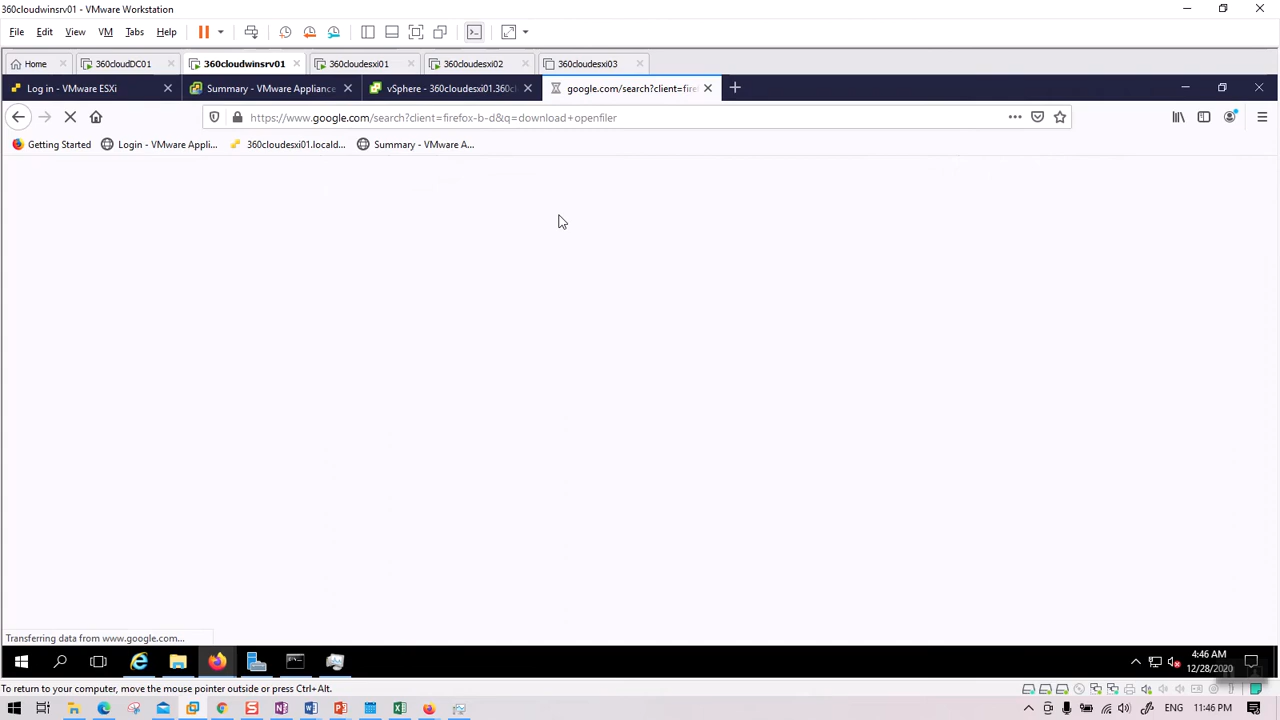 360cloudwinsrv01 - VMware Workstation
File Edit View VM Tabs Help
Home 360cloudDC01 360cloudwinsrv01 360cloudesxi01 360cloudesxi02 360cloudesxi03
Log in - VMware ESXi Summary - VMware Appliance vSphere - 360cloudesxi01.360cl google.com/search?client=firef
https://www.google.com/search?client=firefox-b-d&q=download+openfiler
Getting Started Login - VMware Appli... 360cloudesxi01.locald... Summary - VMware A...
Transferring data from www.google.com...
4:46 AM
12/28/2020
To return to your computer, move the mouse pointer outside or press Ctrl+Alt.
ENG 11:46 PM